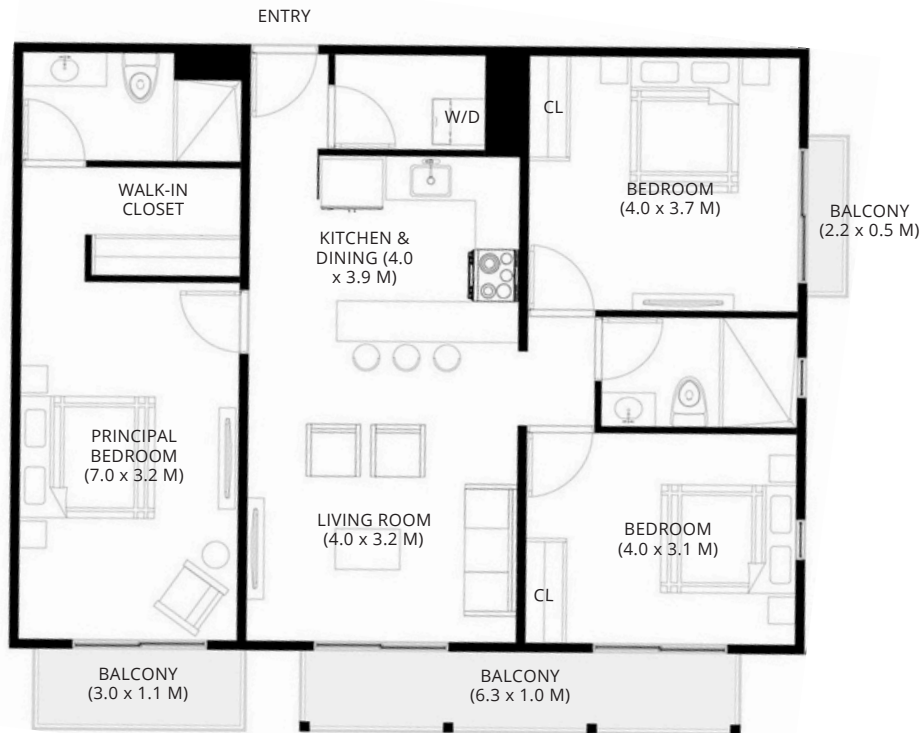 ENTRY
W/D
CL
WALK-IN
CLOSET
BEDROOM
(4.0 x 3.7 M)
BALCONY
(2.2 x 0.5 M)
KITCHEN &
DINING (4.0
x 3.9 M)
PRINCIPAL
BEDROOM
(7.0 x 3.2 M)
LIVING ROOM
(4.0 x 3.2 M)
BEDROOM
(4.0 x 3.1 M)
CL
BALCONY
(3.0 x 1.1 M)
BALCONY
(6.3 x 1.0 M)